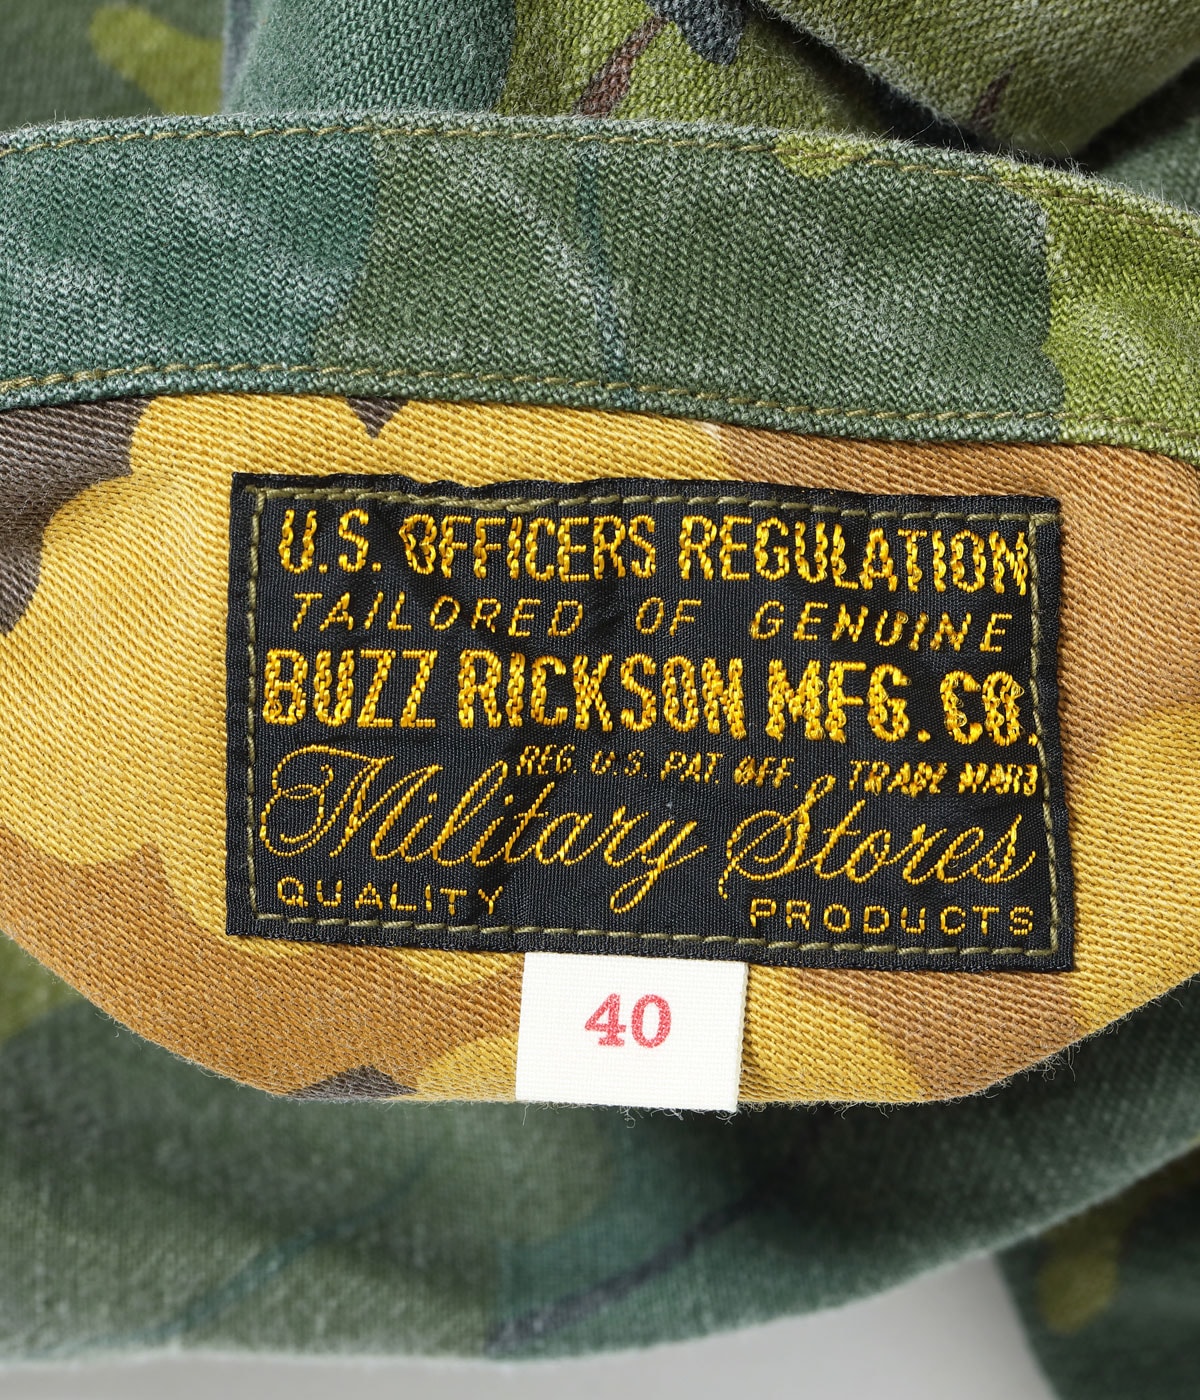 U.S. OFFICERS REGULATION
TAILORED OF GENUINE
BUZZ RICKSON MFG. CO.
REG. U.S. PAT OFF. TRADE MARK
Military Stores
QUALITY PRODUCTS
40